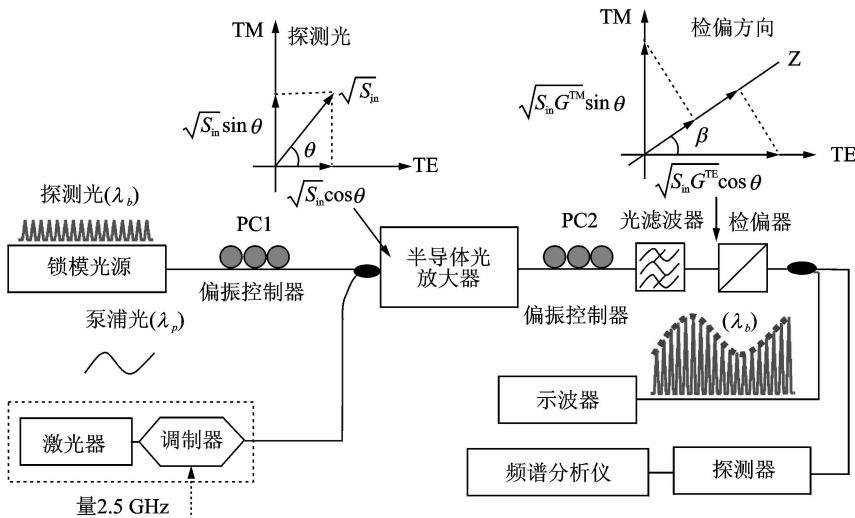 TM
探测光
√S_in
√S_in sin θ
θ
TE
√S_in cosθ
TM
检偏方向
Z
√S_in G^TM sin θ
β
TE
√S_in G^TE cosθ
探测光(λ_b)
锁模光源
PC1
偏振控制器
半导体光
放大器
PC2
偏振控制器
光滤波器
检偏器
泵浦光(λ_p)
(λ_b)
激光器
调制器
示波器
频谱分析仪
探测器
量2.5 GHz